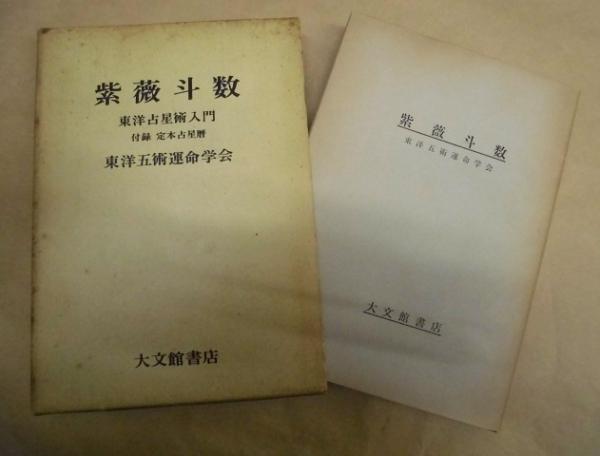 紫薇斗数
東洋占星術入門
付録 定本占星暦
東洋五術運命学会
大文館書店
紫薇斗数
東洋五術運命学会
大文館書店